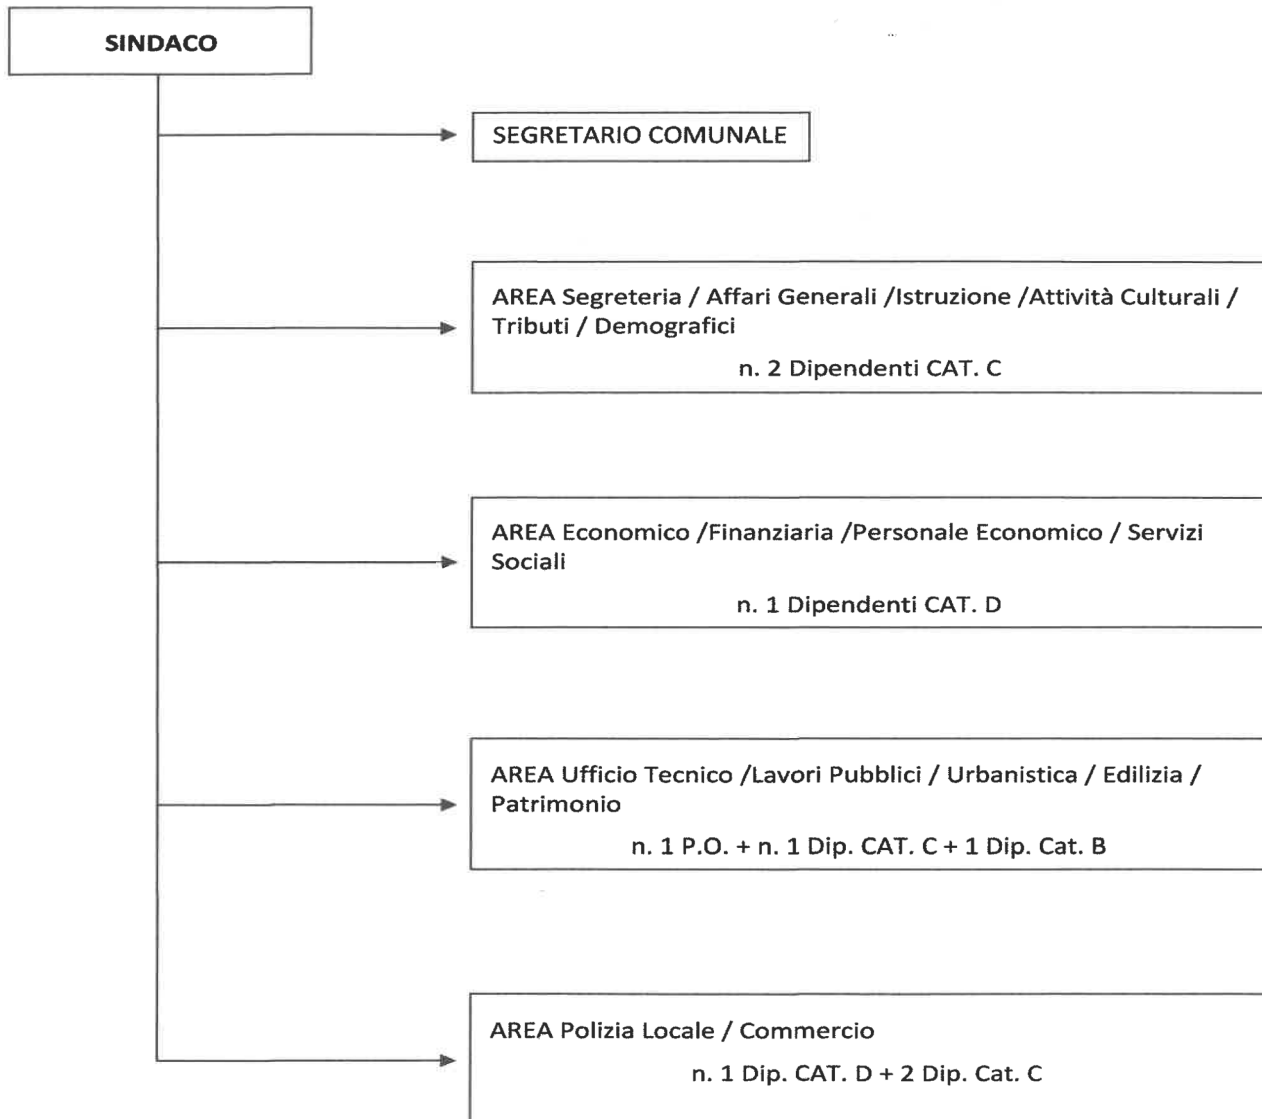 SINDACO
SEGRETARIO COMUNALE
AREA Segreteria / Affari Generali /Istruzione /Attività Culturali /
Tributi / Demografici
n. 2 Dipendenti CAT. C
AREA Economico /Finanziaria /Personale Economico / Servizi
Sociali
n. 1 Dipendenti CAT. D
AREA Ufficio Tecnico /Lavori Pubblici / Urbanistica / Edilizia /
Patrimonio
n. 1 P.O. + n. 1 Dip. CAT. C + 1 Dip. Cat. B
AREA Polizia Locale / Commercio
n. 1 Dip. CAT. D + 2 Dip. Cat. C